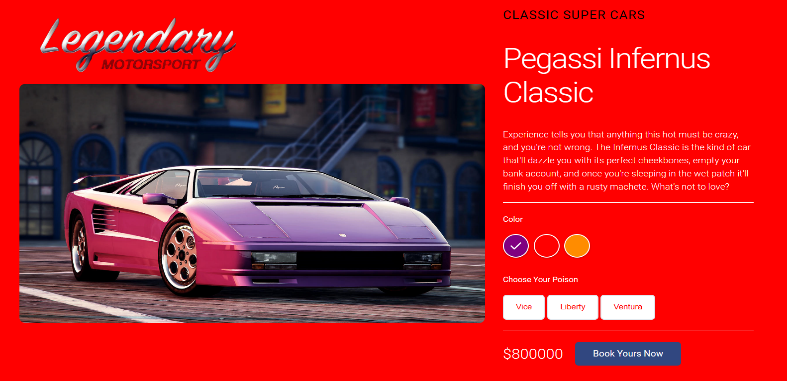 Legendary
MOTORSPORT
CLASSIC SUPER CARS
Pegassi Infernus
Classic
Experience tells you that anything this hot must be crazy,
and you're not wrong. The Infernus Classic is the kind of car
that'll dazzle you with its perfect cheekbones, empty your
bank account, and once you're sleeping in the wet patch it'll
finish you off with a rusty machete. What's not to love?
Color
Choose Your Poison
Vice
Liberty
Ventura
$800000
Book Yours Now